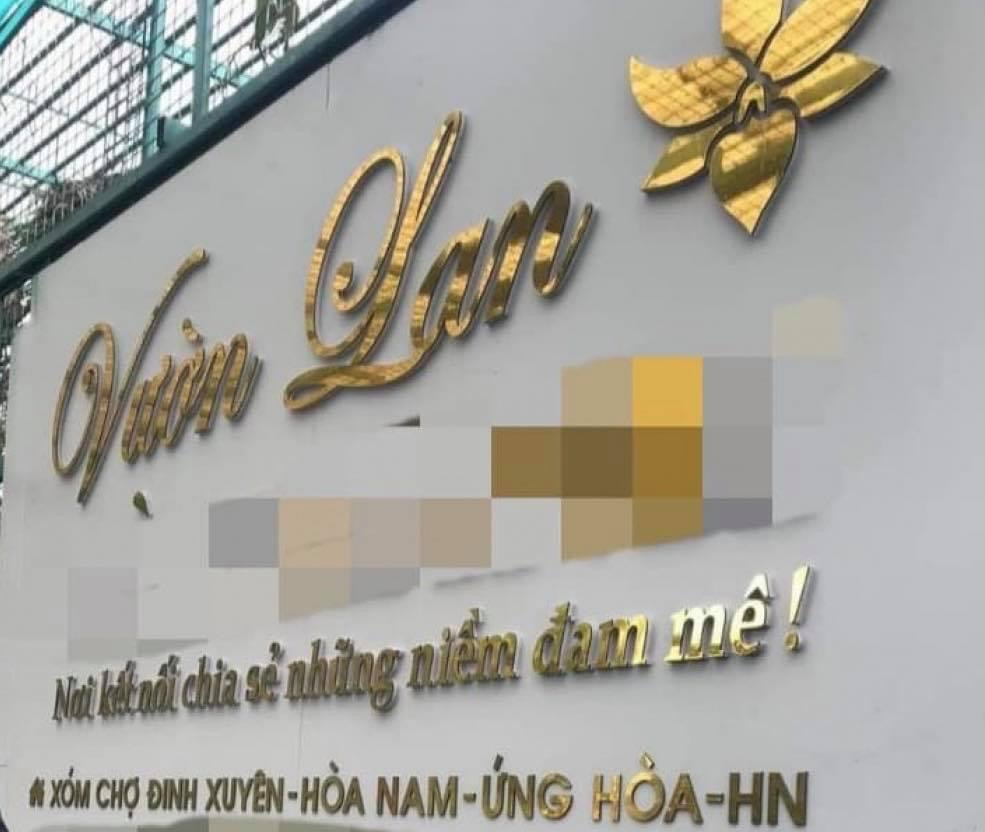 Vườn Lan
Nơi kết nối chia sẻ những niềm đam mê!
XÓM CHỢ ĐINH XUYÊN-HÒA NAM-ỨNG HÒA-HN